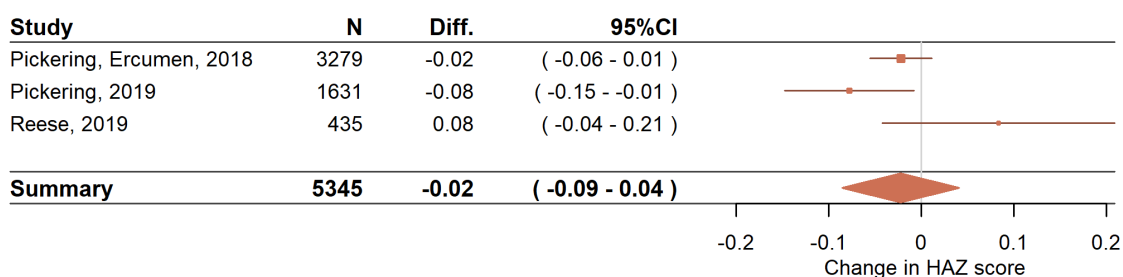 Study N Diff. 95%CI
Pickering, Ercumen, 2018 3279 -0.02 ( -0.06 - 0.01 )
Pickering, 2019 1631 -0.08 ( -0.15 - -0.01 )
Reese, 2019 435 0.08 ( -0.04 - 0.21 )
Summary 5345 -0.02 ( -0.09 - 0.04 )
-0.2 -0.1 0 0.1 0.2
Change in HAZ score